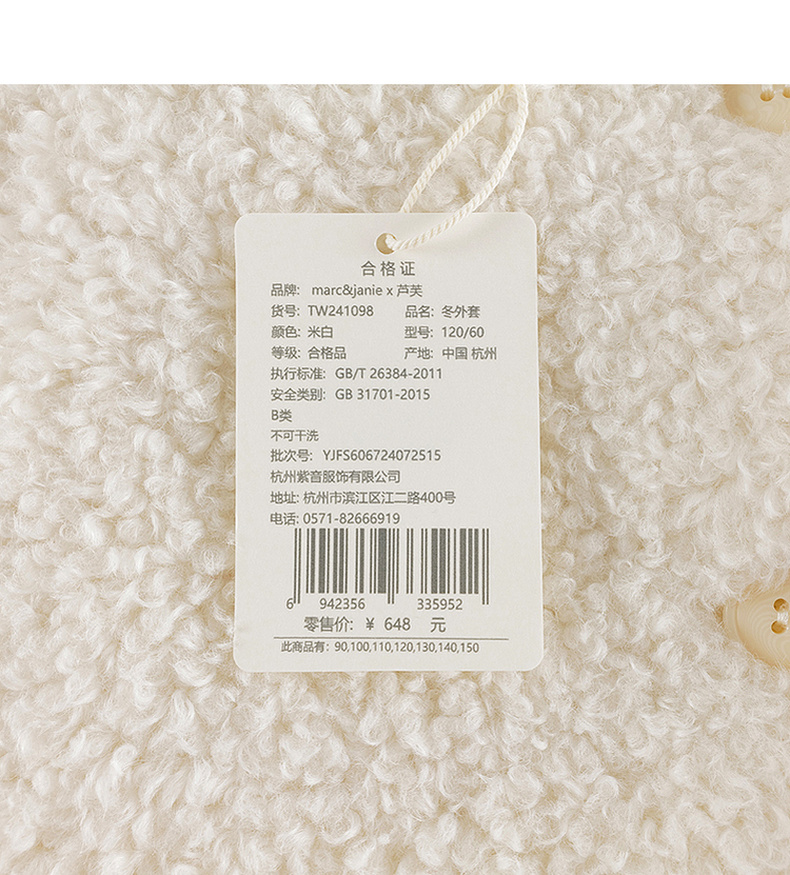 合格证
品牌: marc&janie x 芦芙
货号: TW241098 品名: 冬外套
颜色: 米白 型号: 120/60
等级: 合格品 产地: 中国 杭州
执行标准: GB/T 26384-2011
安全类别: GB 31701-2015
B类
不可干洗
批次号: YJFS606724072515
杭州紫音服饰有限公司
地址: 杭州市滨江区江二路400号
电话: 0571-82666919
6 942356 335952
零售价: ¥ 648 元
此商品有: 90,100,110,120,130,140,150